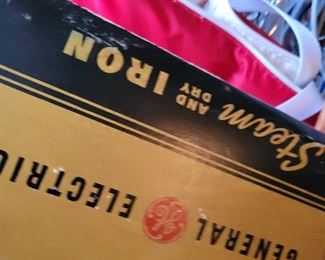 Steam AND DRY IRON
GENERAL ELECTRIC